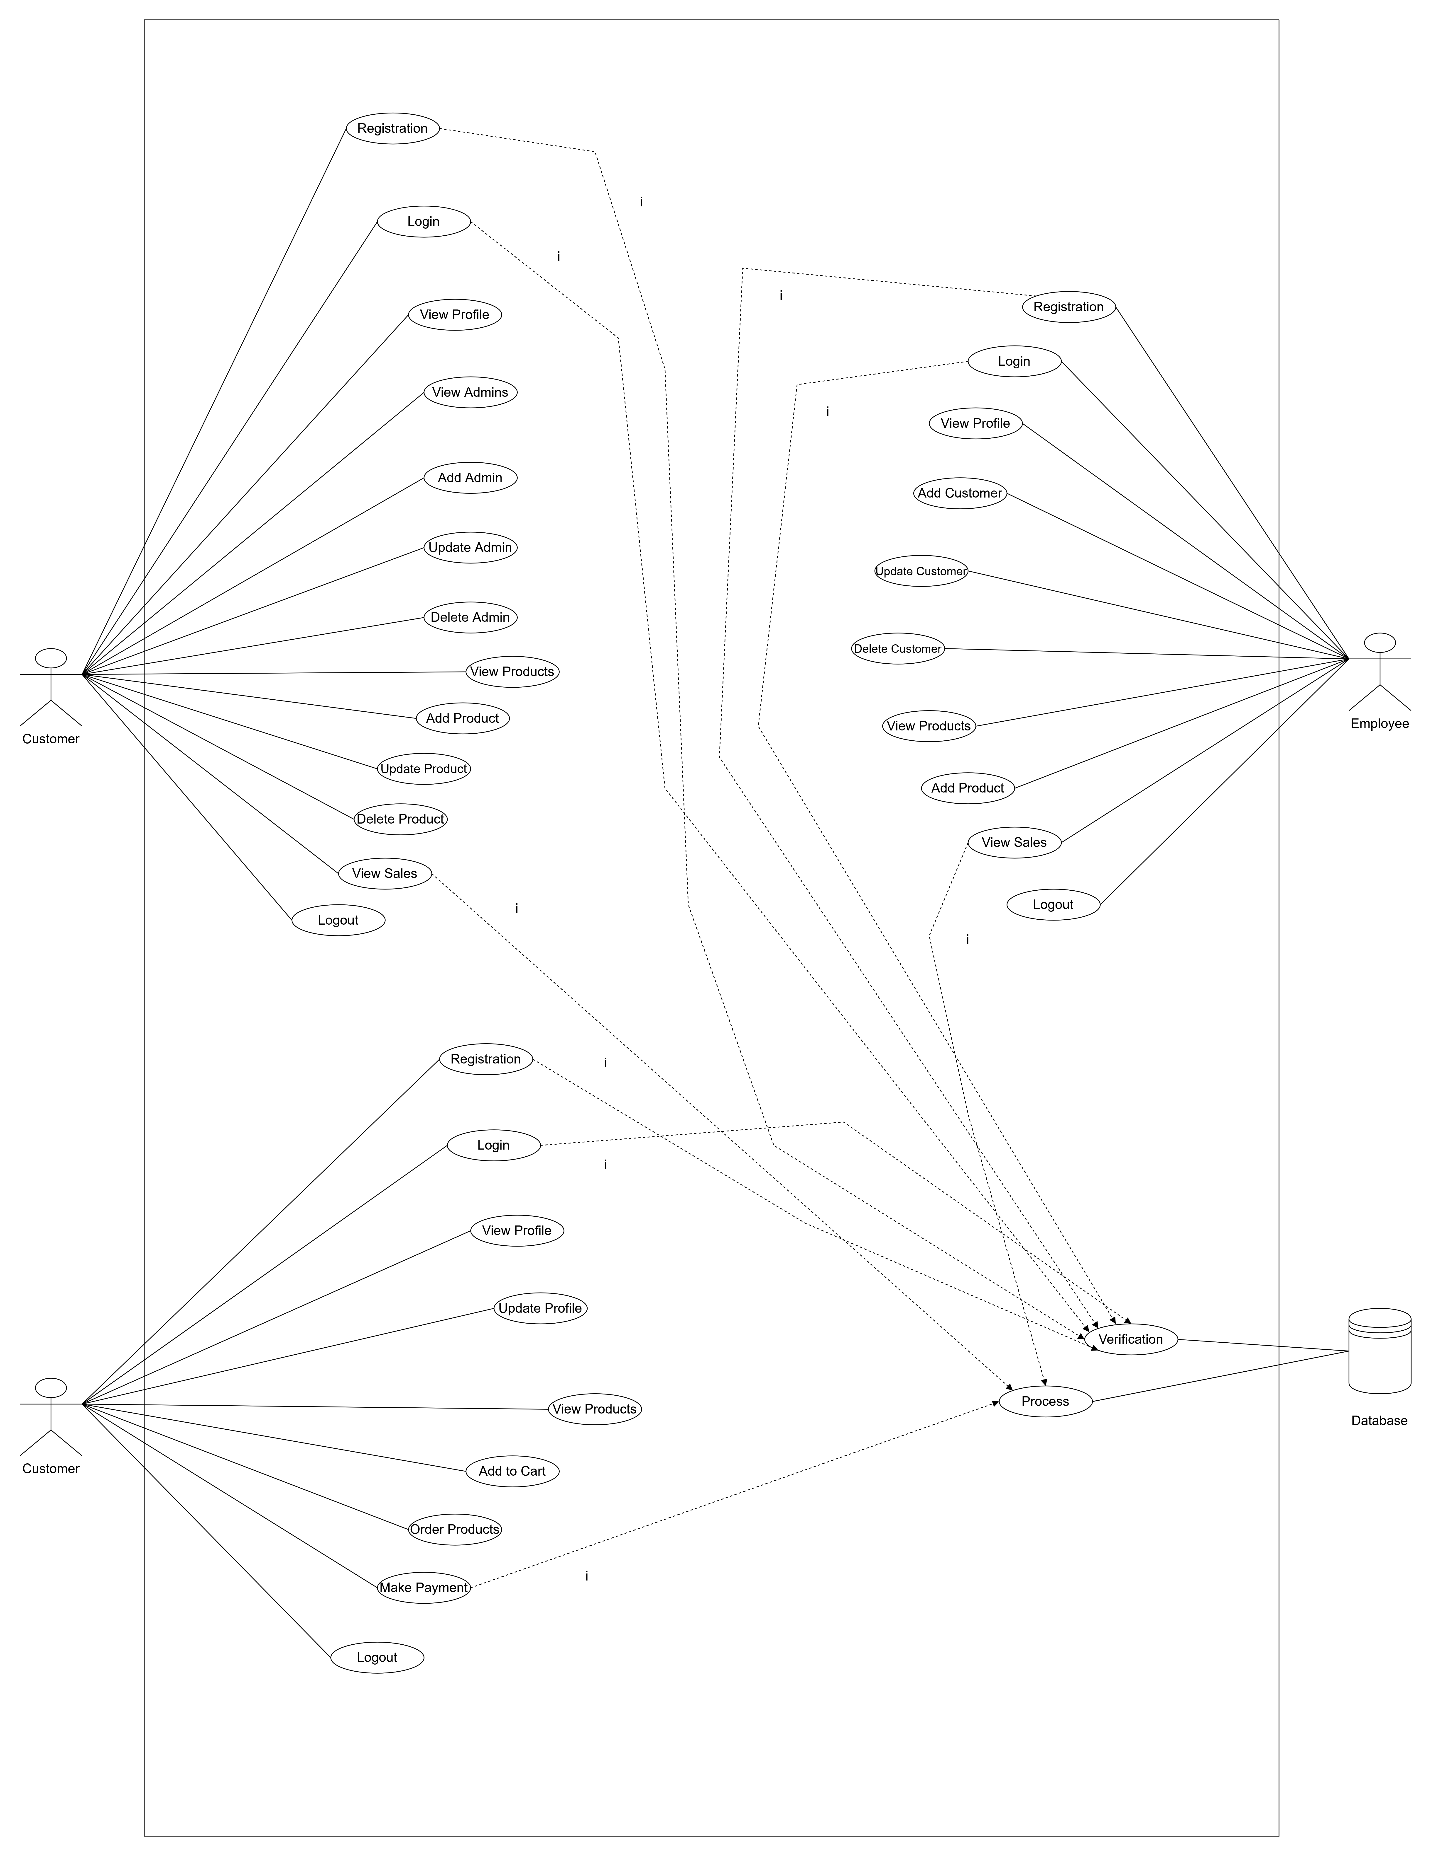 Registration
i
Login
i
View Profile
View Admins
Add Admin
Update Admin
Delete Admin
View Products
Add Product
Update Product
Delete Product
View Sales
i
Logout
Customer
i
Registration
i
Login
View Profile
Add Customer
Update Customer
Delete Customer
View Products
Add Product
View Sales
i
Logout
Employee
Registration
i
Login
i
View Profile
Update Profile
View Products
Add to Cart
Order Products
Make Payment
i
Logout
Customer
Verification
Process
Database